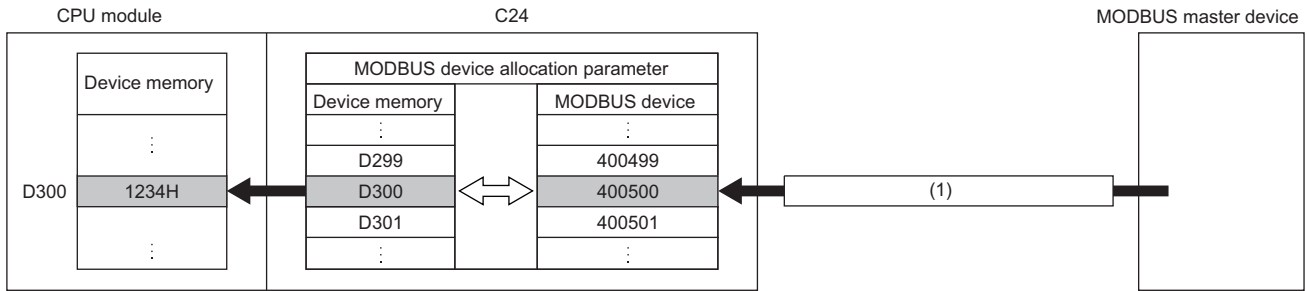 CPU module C24 MODBUS master device
MODBUS device allocation parameter
Device memory
Device memory MODBUS device
⋮ ⋮ ⋮
D299 400499
D300 1234H D300 400500 (1)
D301 400501
⋮ ⋮ ⋮